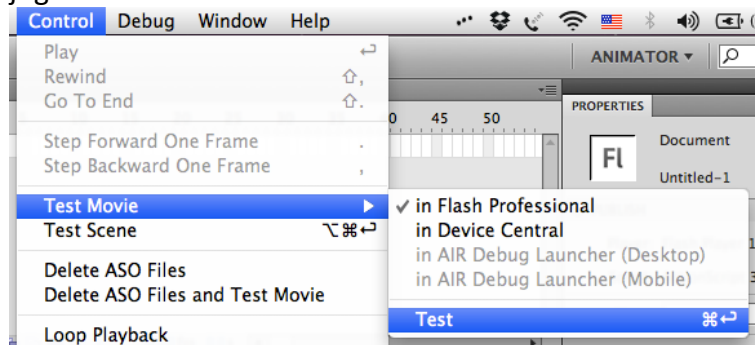 Control Debug Window Help
Play
ANIMATOR
Rewind ⇧,
Go To End ⇧.
45 50
PROPERTIES
Step Forward One Frame .
Step Backward One Frame ,
Document
Fl
Untitled-1
Test Movie
Test Scene ⌥⌘↩
Delete ASO Files
Delete ASO Files and Test Movie
Loop Playback
✓ in Flash Professional
in Device Central
in AIR Debug Launcher (Desktop)
in AIR Debug Launcher (Mobile)
Test ⌘↩